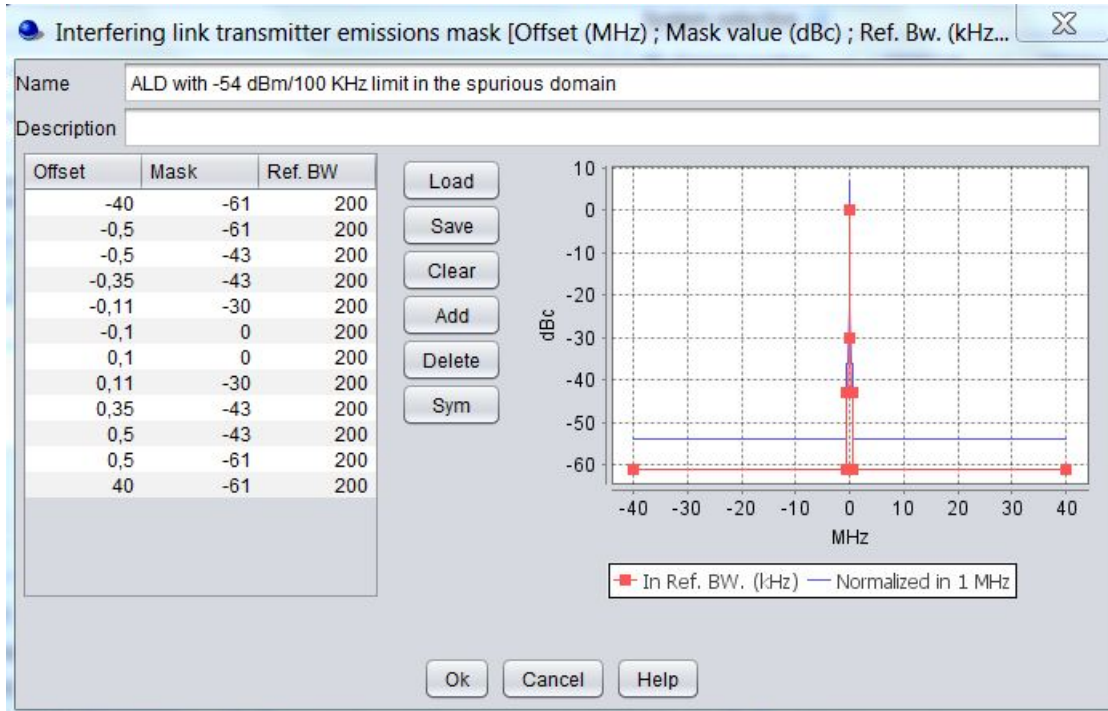 Interfering link transmitter emissions mask [Offset (MHz) ; Mask value (dBc) ; Ref. Bw. (kHz...
Name ALD with -54 dBm/100 KHz limit in the spurious domain
Description
Offset Mask Ref. BW
-40 -61 200
-0,5 -61 200
-0,5 -43 200
-0,35 -43 200
-0,11 -30 200
-0,1 0 200
0,1 0 200
0,11 -30 200
0,35 -43 200
0,5 -43 200
0,5 -61 200
40 -61 200
Load
Save
Clear
Add
Delete
Sym
10
0
-10
-20
-30
-40
-50
-60
dBc
-40 -30 -20 -10 0 10 20 30 40
MHz
In Ref. BW. (kHz) Normalized in 1 MHz
Ok Cancel Help